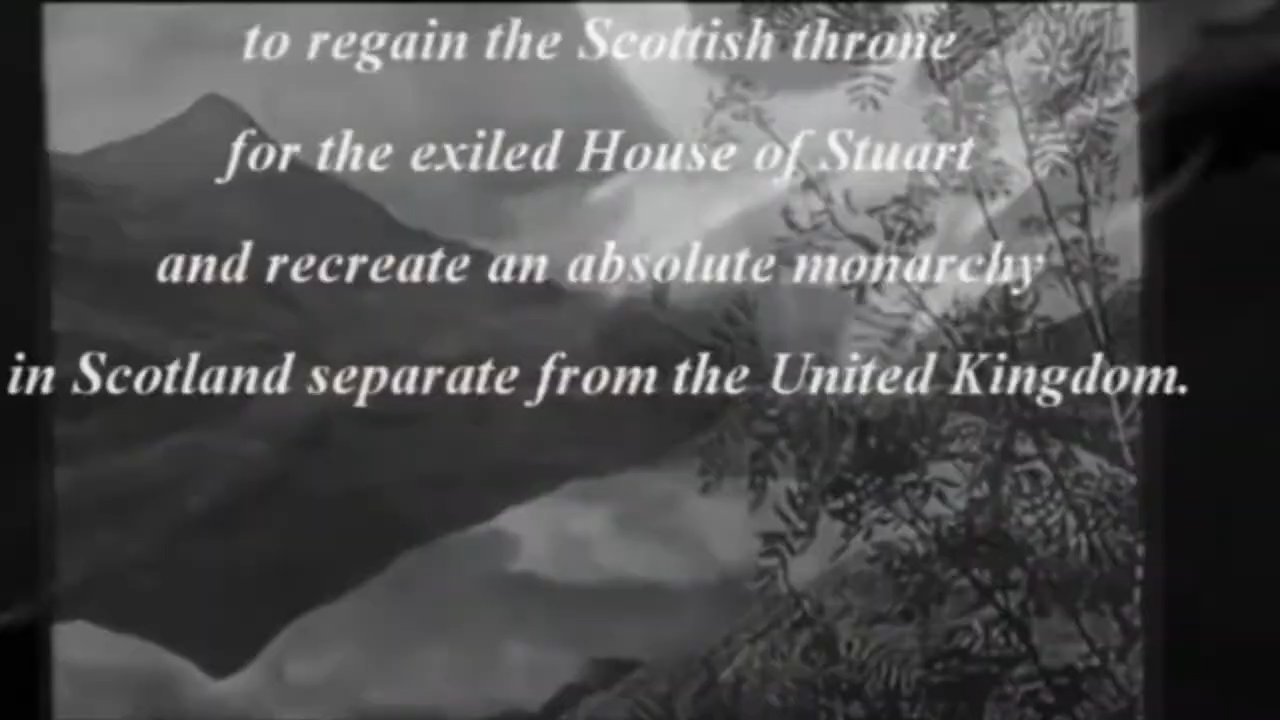 to regain the Scottish throne
for the exiled House of Stuart
and recreate an absolute monarchy
in Scotland separate from the United Kingdom.